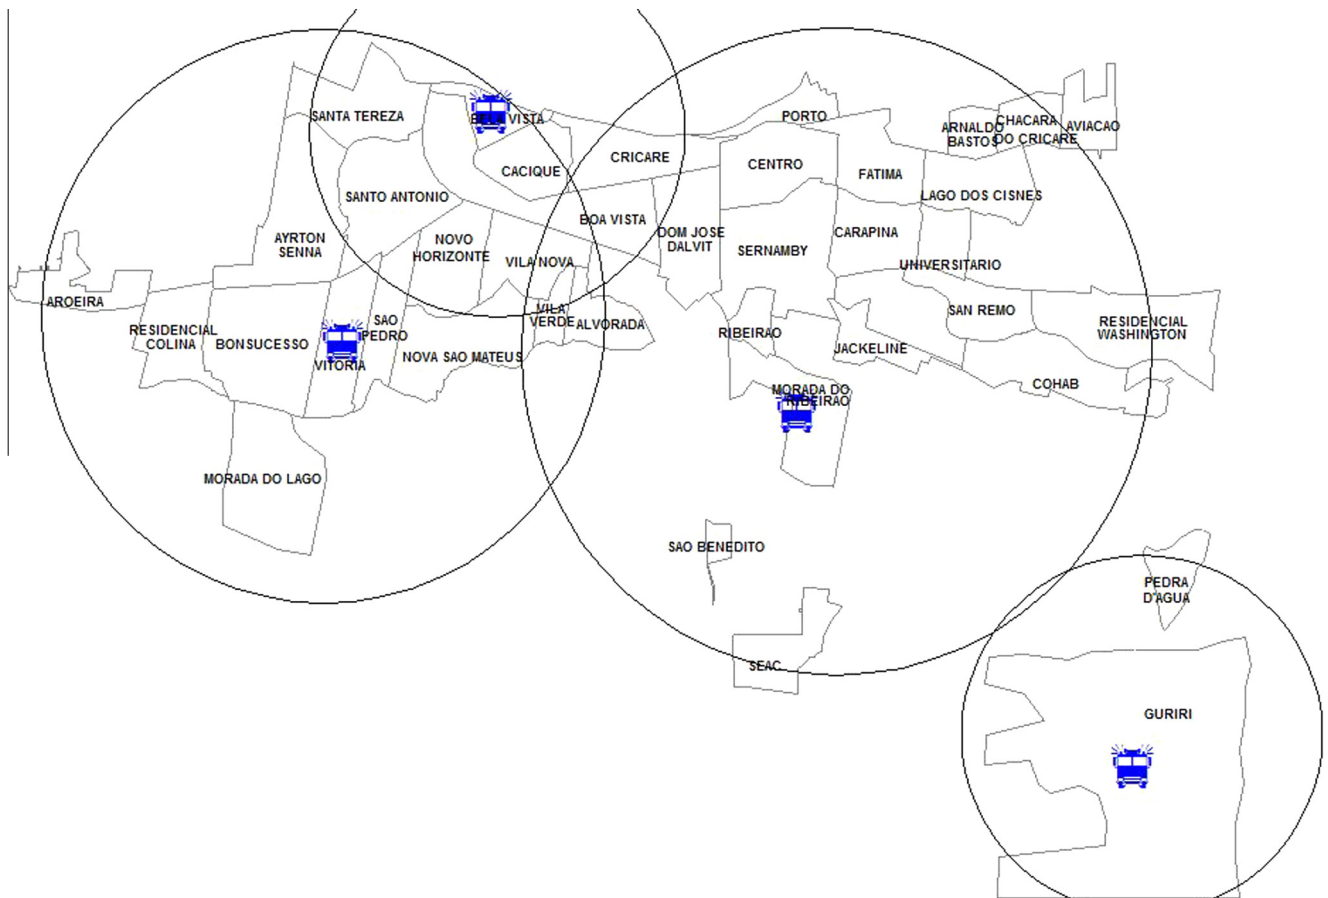 SANTA TEREZA
BELA VISTA
PORTO
ARNALDO
BASTOS
CHACARA
DO CRICARE
AVIACAO
CACIQUE
CRICARE
CENTRO
FATIMA
LAGO DOS CISNES
SANTO ANTONIO
BOA VISTA
DOM JOSE
DALVIT
SERNAMBY
CARAPINA
AYRTON
SENNA
NOVO
HORIZONTE
VILA NOVA
UNIVERSITARIO
AROEIRA
RESIDENCIAL
COLINA
BONSUCESSO
VITORIA
SAO
PEDRO
NOVA SAO MATEUS
VILA
VERDE
ALVORADA
RIBEIRAO
JACKELINE
SAN REMO
RESIDENCIAL
WASHINGTON
COHAB
MORADA DO
RIBEIRAO
MORADA DO LAGO
SAO BENEDITO
PEDRA
D'AGUA
SEAC
GURIRI